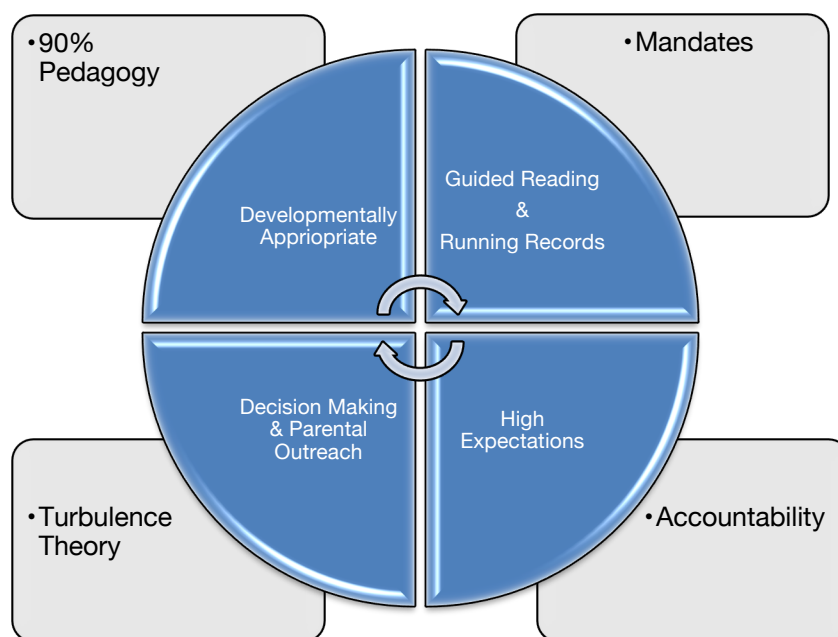 •90%
Pedagogy
•Mandates
Developmentally
Appriopriate
Guided Reading
&
Running Records
Decision Making
& Parental
Outreach
High
Expectations
•Turbulence
Theory
•Accountability